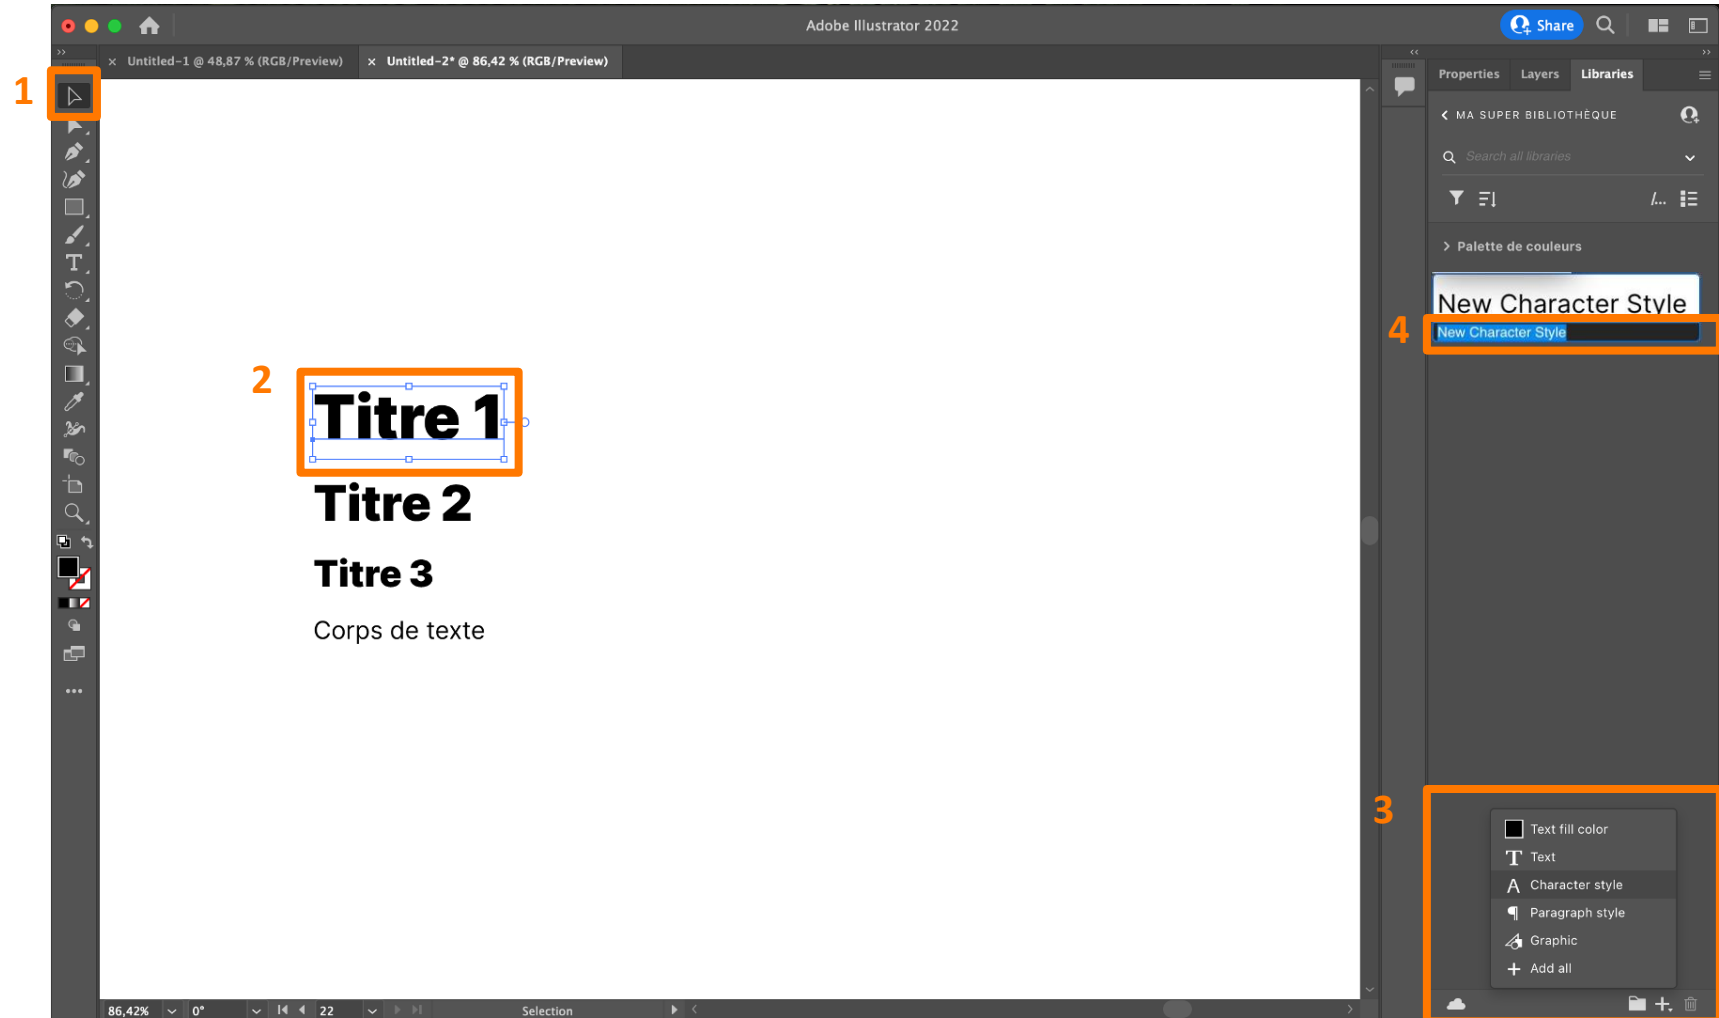 Adobe Illustrator 2022
Share
× Untitled-1 @ 48,87 % (RGB/Preview)
× Untitled-2* @ 86,42 % (RGB/Preview)
Properties Layers Libraries
1
MA SUPER BIBLIOTHÈQUE
Search all libraries
/...
Palette de couleurs
New Character Style
4
New Character Style
2
Titre 1
Titre 2
Titre 3
Corps de texte
3
Text fill color
T Text
A Character style
¶ Paragraph style
Graphic
+ Add all
86,42% 0° 22 Selection